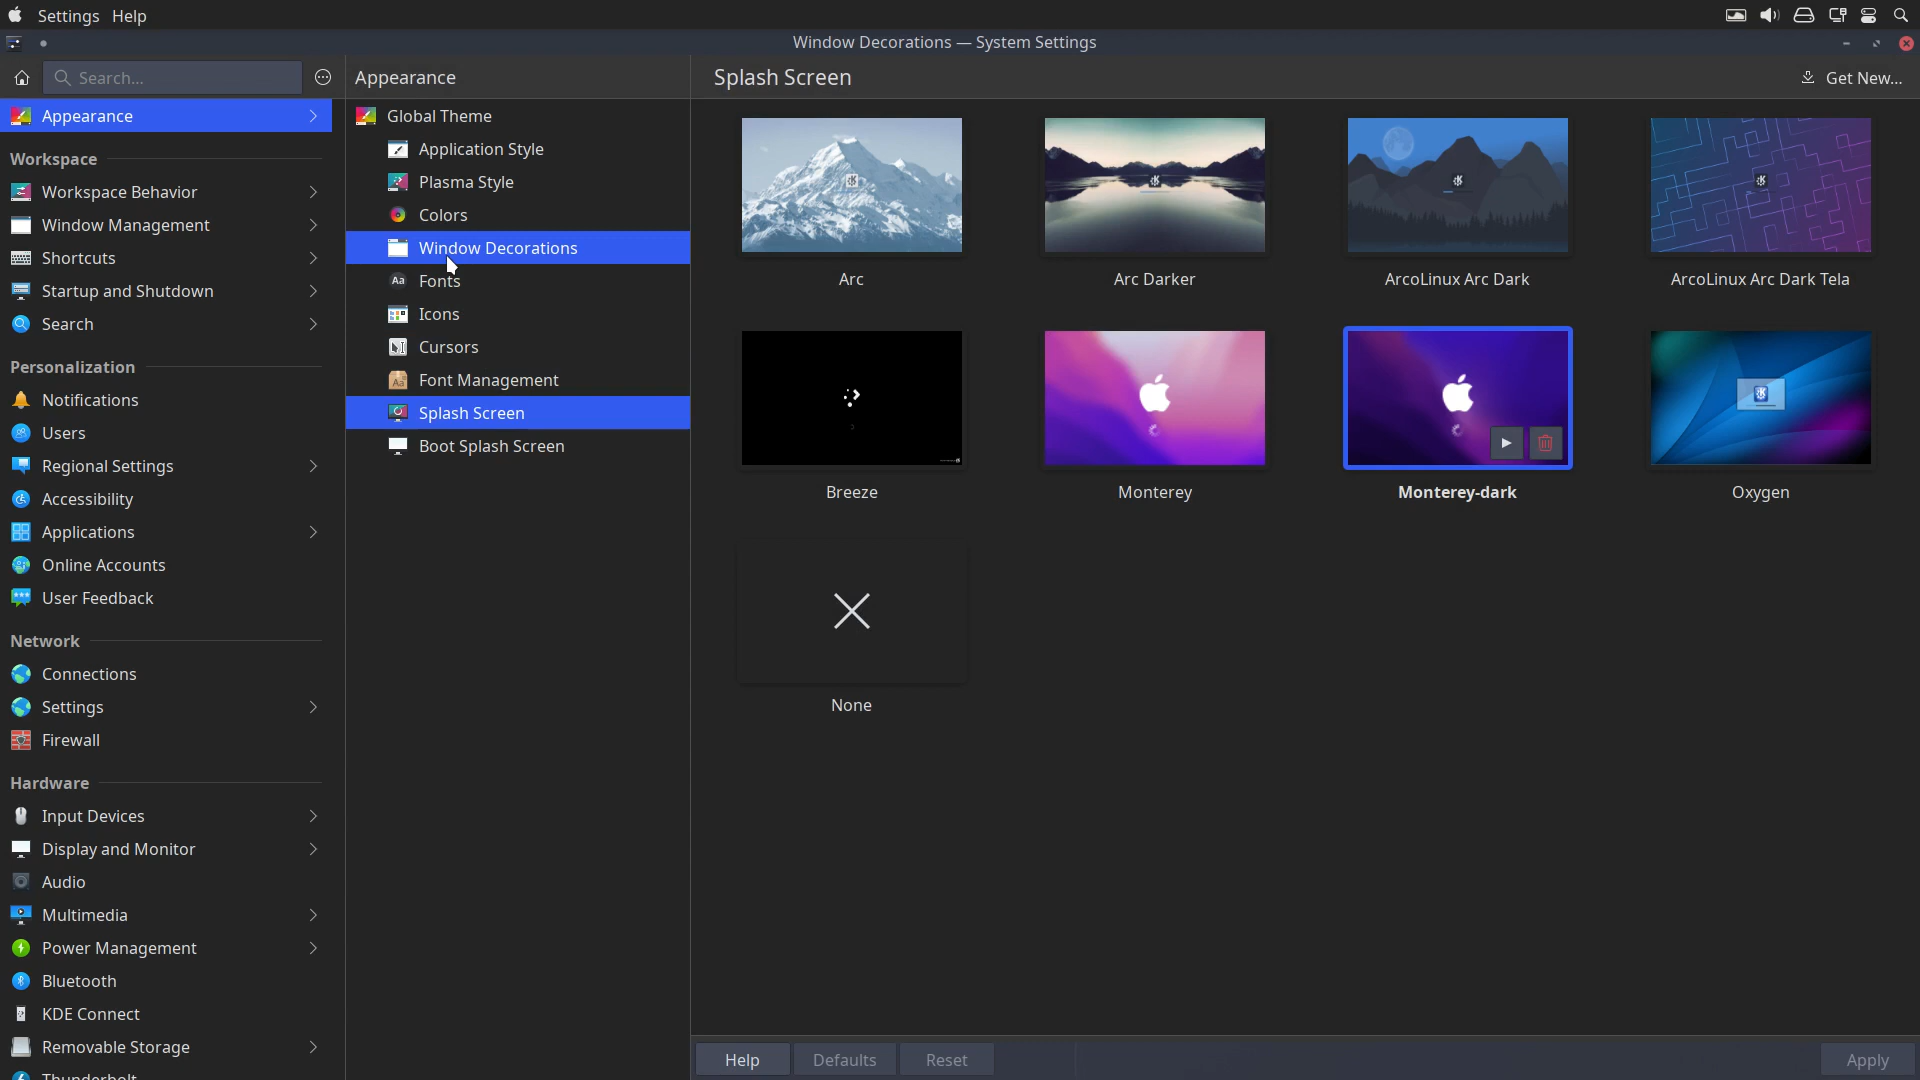 Settings Help
Window Decorations — System Settings
Search...
Appearance
Splash Screen
Get New...
Appearance
Workspace
Workspace Behavior
Window Management
Shortcuts
Startup and Shutdown
Search
Personalization
Notifications
Users
Regional Settings
Accessibility
Applications
Online Accounts
User Feedback
Network
Connections
Settings
Firewall
Hardware
Input Devices
Display and Monitor
Audio
Multimedia
Power Management
Bluetooth
KDE Connect
Removable Storage
Thunderbolt
Global Theme
Application Style
Plasma Style
Colors
Window Decorations
Fonts
Icons
Cursors
Font Management
Splash Screen
Boot Splash Screen
Arc
Arc Darker
ArcoLinux Arc Dark
ArcoLinux Arc Dark Tela
Breeze
Monterey
Monterey-dark
Oxygen
None
Help
Defaults
Reset
Apply